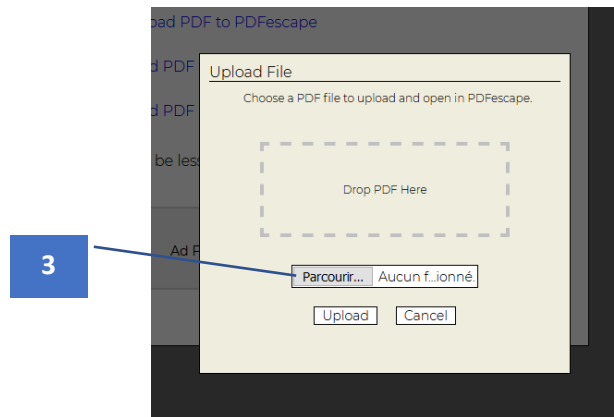 oad PDF to PDFescape
d PDF
Upload File
Choose a PDF file to upload and open in PDFescape.
d PDF
be less
Drop PDF Here
Ad
3
Parcourir... Aucun f...ionné.
Upload Cancel